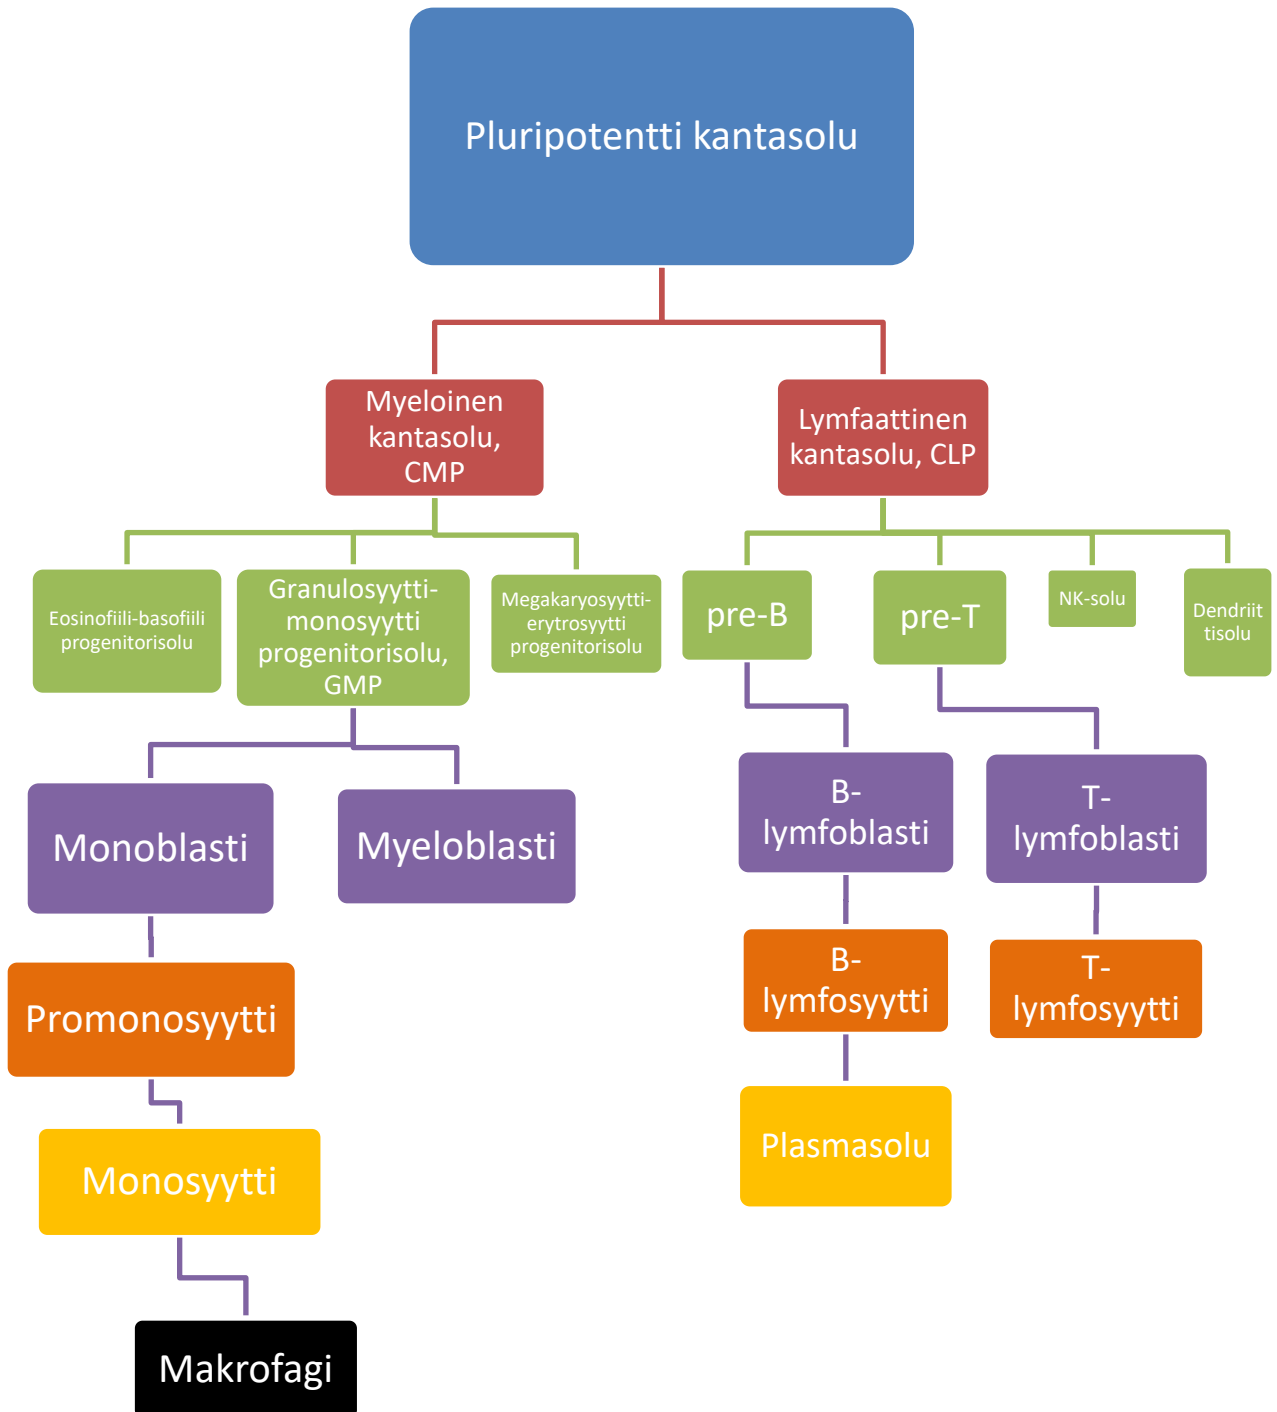 Pluripotentti kantasolu
Myeloinen
kantasolu,
CMP
Lymfaattinen
kantasolu, CLP
Eosinofiili-basofiili
progenitorisolu
Granulosyytti-
monosyytti
progenitorisolu,
GMP
Megakaryosyytti-
erytrosyytti
progenitorisolu
pre-B
pre-T
NK-solu
Dendriit
tisolu
Monoblasti
Myeloblasti
B-
lymfoblasti
T-
lymfoblasti
Promonosyytti
B-
lymfosyytti
T-
lymfosyytti
Monosyytti
Plasmasolu
Makrofagi